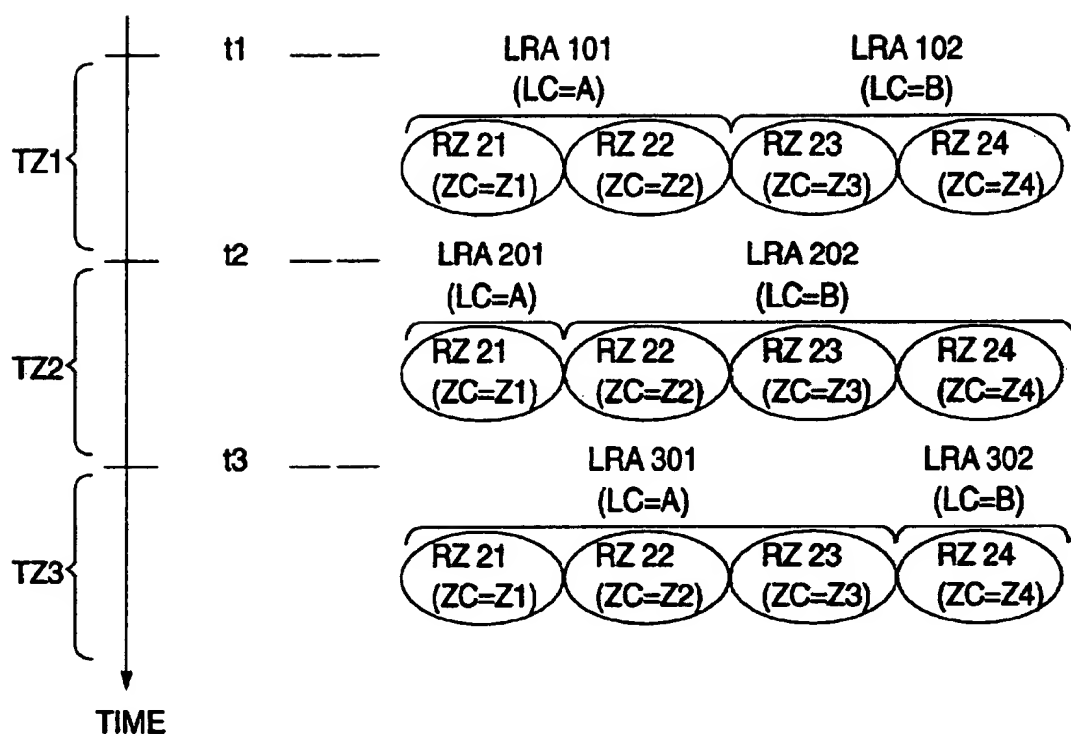 t1 LRA 101 LRA 102
(LC=A) (LC=B)
TZ1
RZ 21 RZ 22 RZ 23 RZ 24
(ZC=Z1) (ZC=Z2) (ZC=Z3) (ZC=Z4)
t2 LRA 201 LRA 202
(LC=A) (LC=B)
TZ2
RZ 21 RZ 22 RZ 23 RZ 24
(ZC=Z1) (ZC=Z2) (ZC=Z3) (ZC=Z4)
t3 LRA 301 LRA 302
(LC=A) (LC=B)
TZ3
RZ 21 RZ 22 RZ 23 RZ 24
(ZC=Z1) (ZC=Z2) (ZC=Z3) (ZC=Z4)
TIME